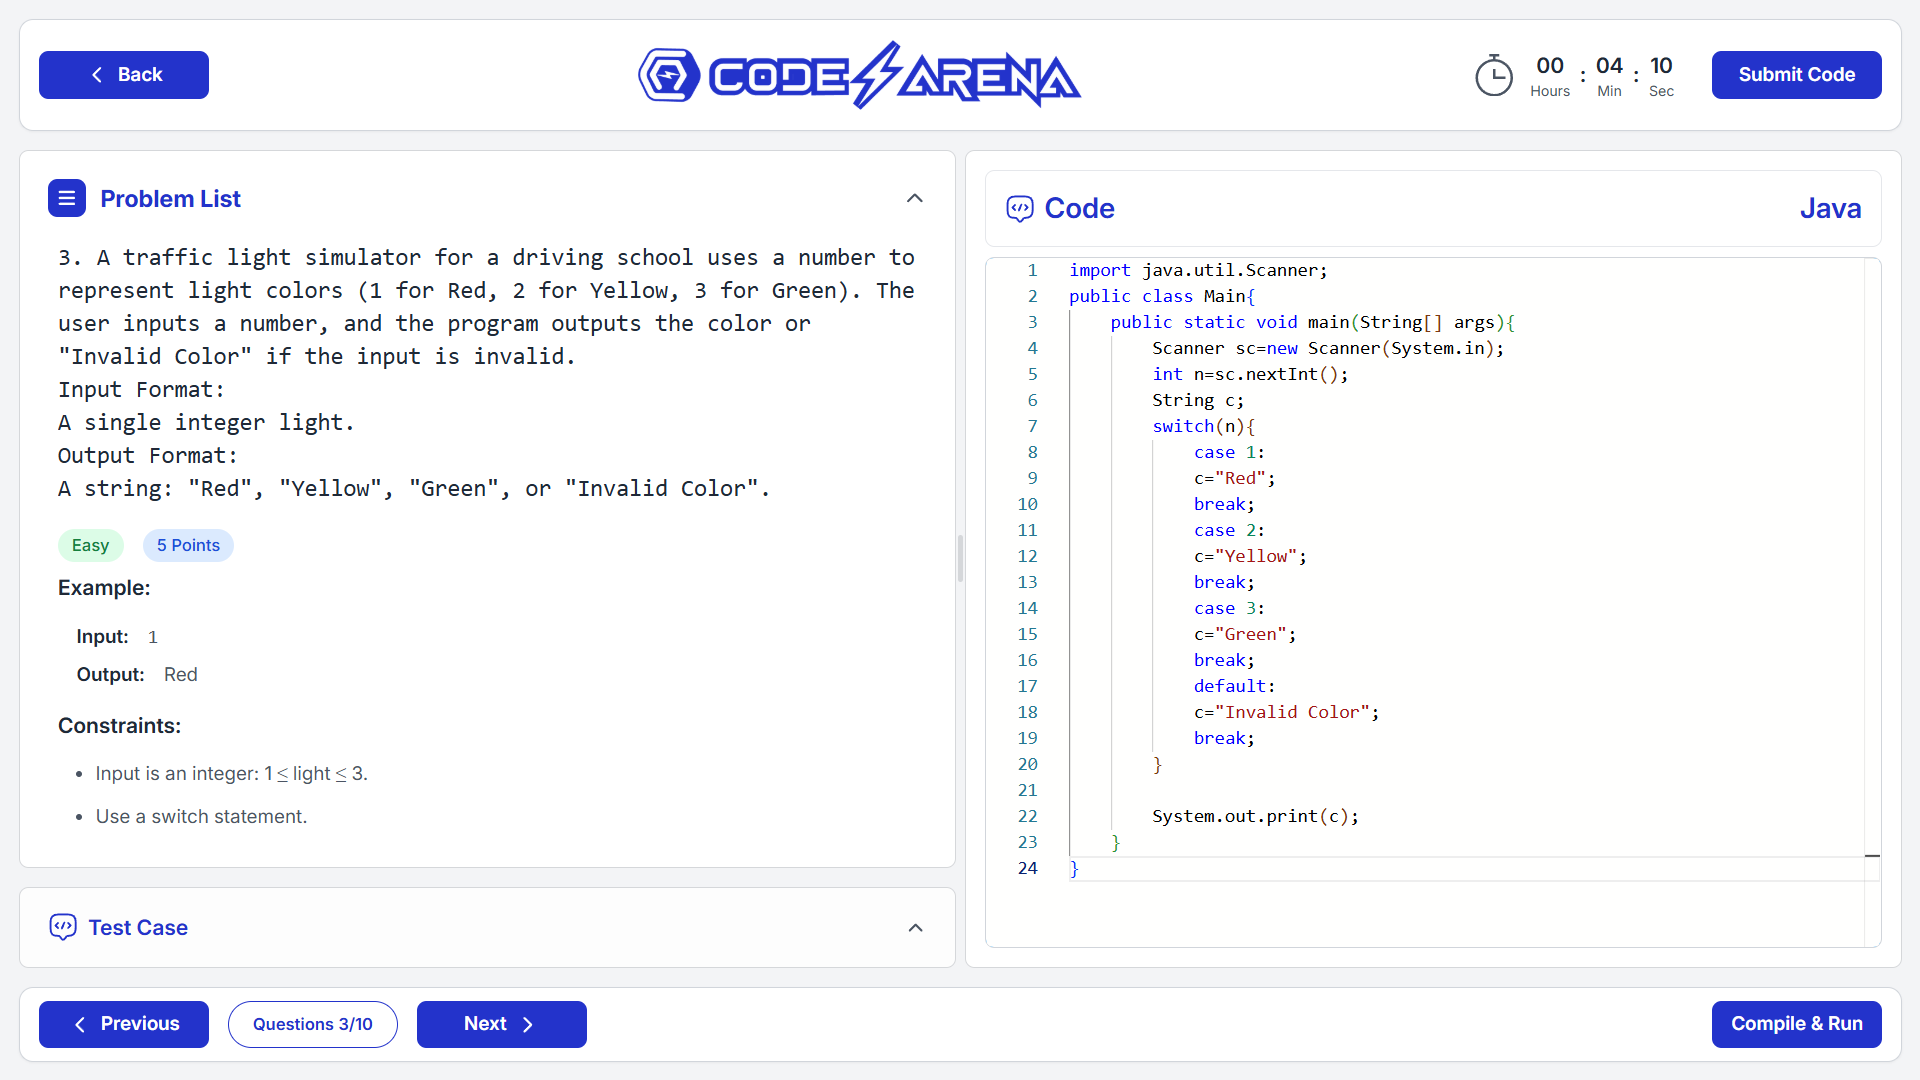 Back
CODE ARENA
00 : 04 : 10
Hours Min Sec
Submit Code
Problem List
3. A traffic light simulator for a driving school uses a number to
represent light colors (1 for Red, 2 for Yellow, 3 for Green). The
user inputs a number, and the program outputs the color or
"Invalid Color" if the input is invalid.
Input Format:
A single integer light.
Output Format:
A string: "Red", "Yellow", "Green", or "Invalid Color".
Easy 5 Points
Example:
Input: 1
Output: Red
Constraints:
• Input is an integer: 1 ≤ light ≤ 3.
• Use a switch statement.
Test Case
Code
Java
1 import java.util.Scanner;
2 public class Main{
3     public static void main(String[] args){
4         Scanner sc=new Scanner(System.in);
5         int n=sc.nextInt();
6         String c;
7         switch(n){
8             case 1:
9             c="Red";
10             break;
11             case 2:
12             c="Yellow";
13             break;
14             case 3:
15             c="Green";
16             break;
17             default:
18             c="Invalid Color";
19             break;
20         }
21
22         System.out.print(c);
23     }
24 }
Previous
Questions 3/10
Next
Compile & Run